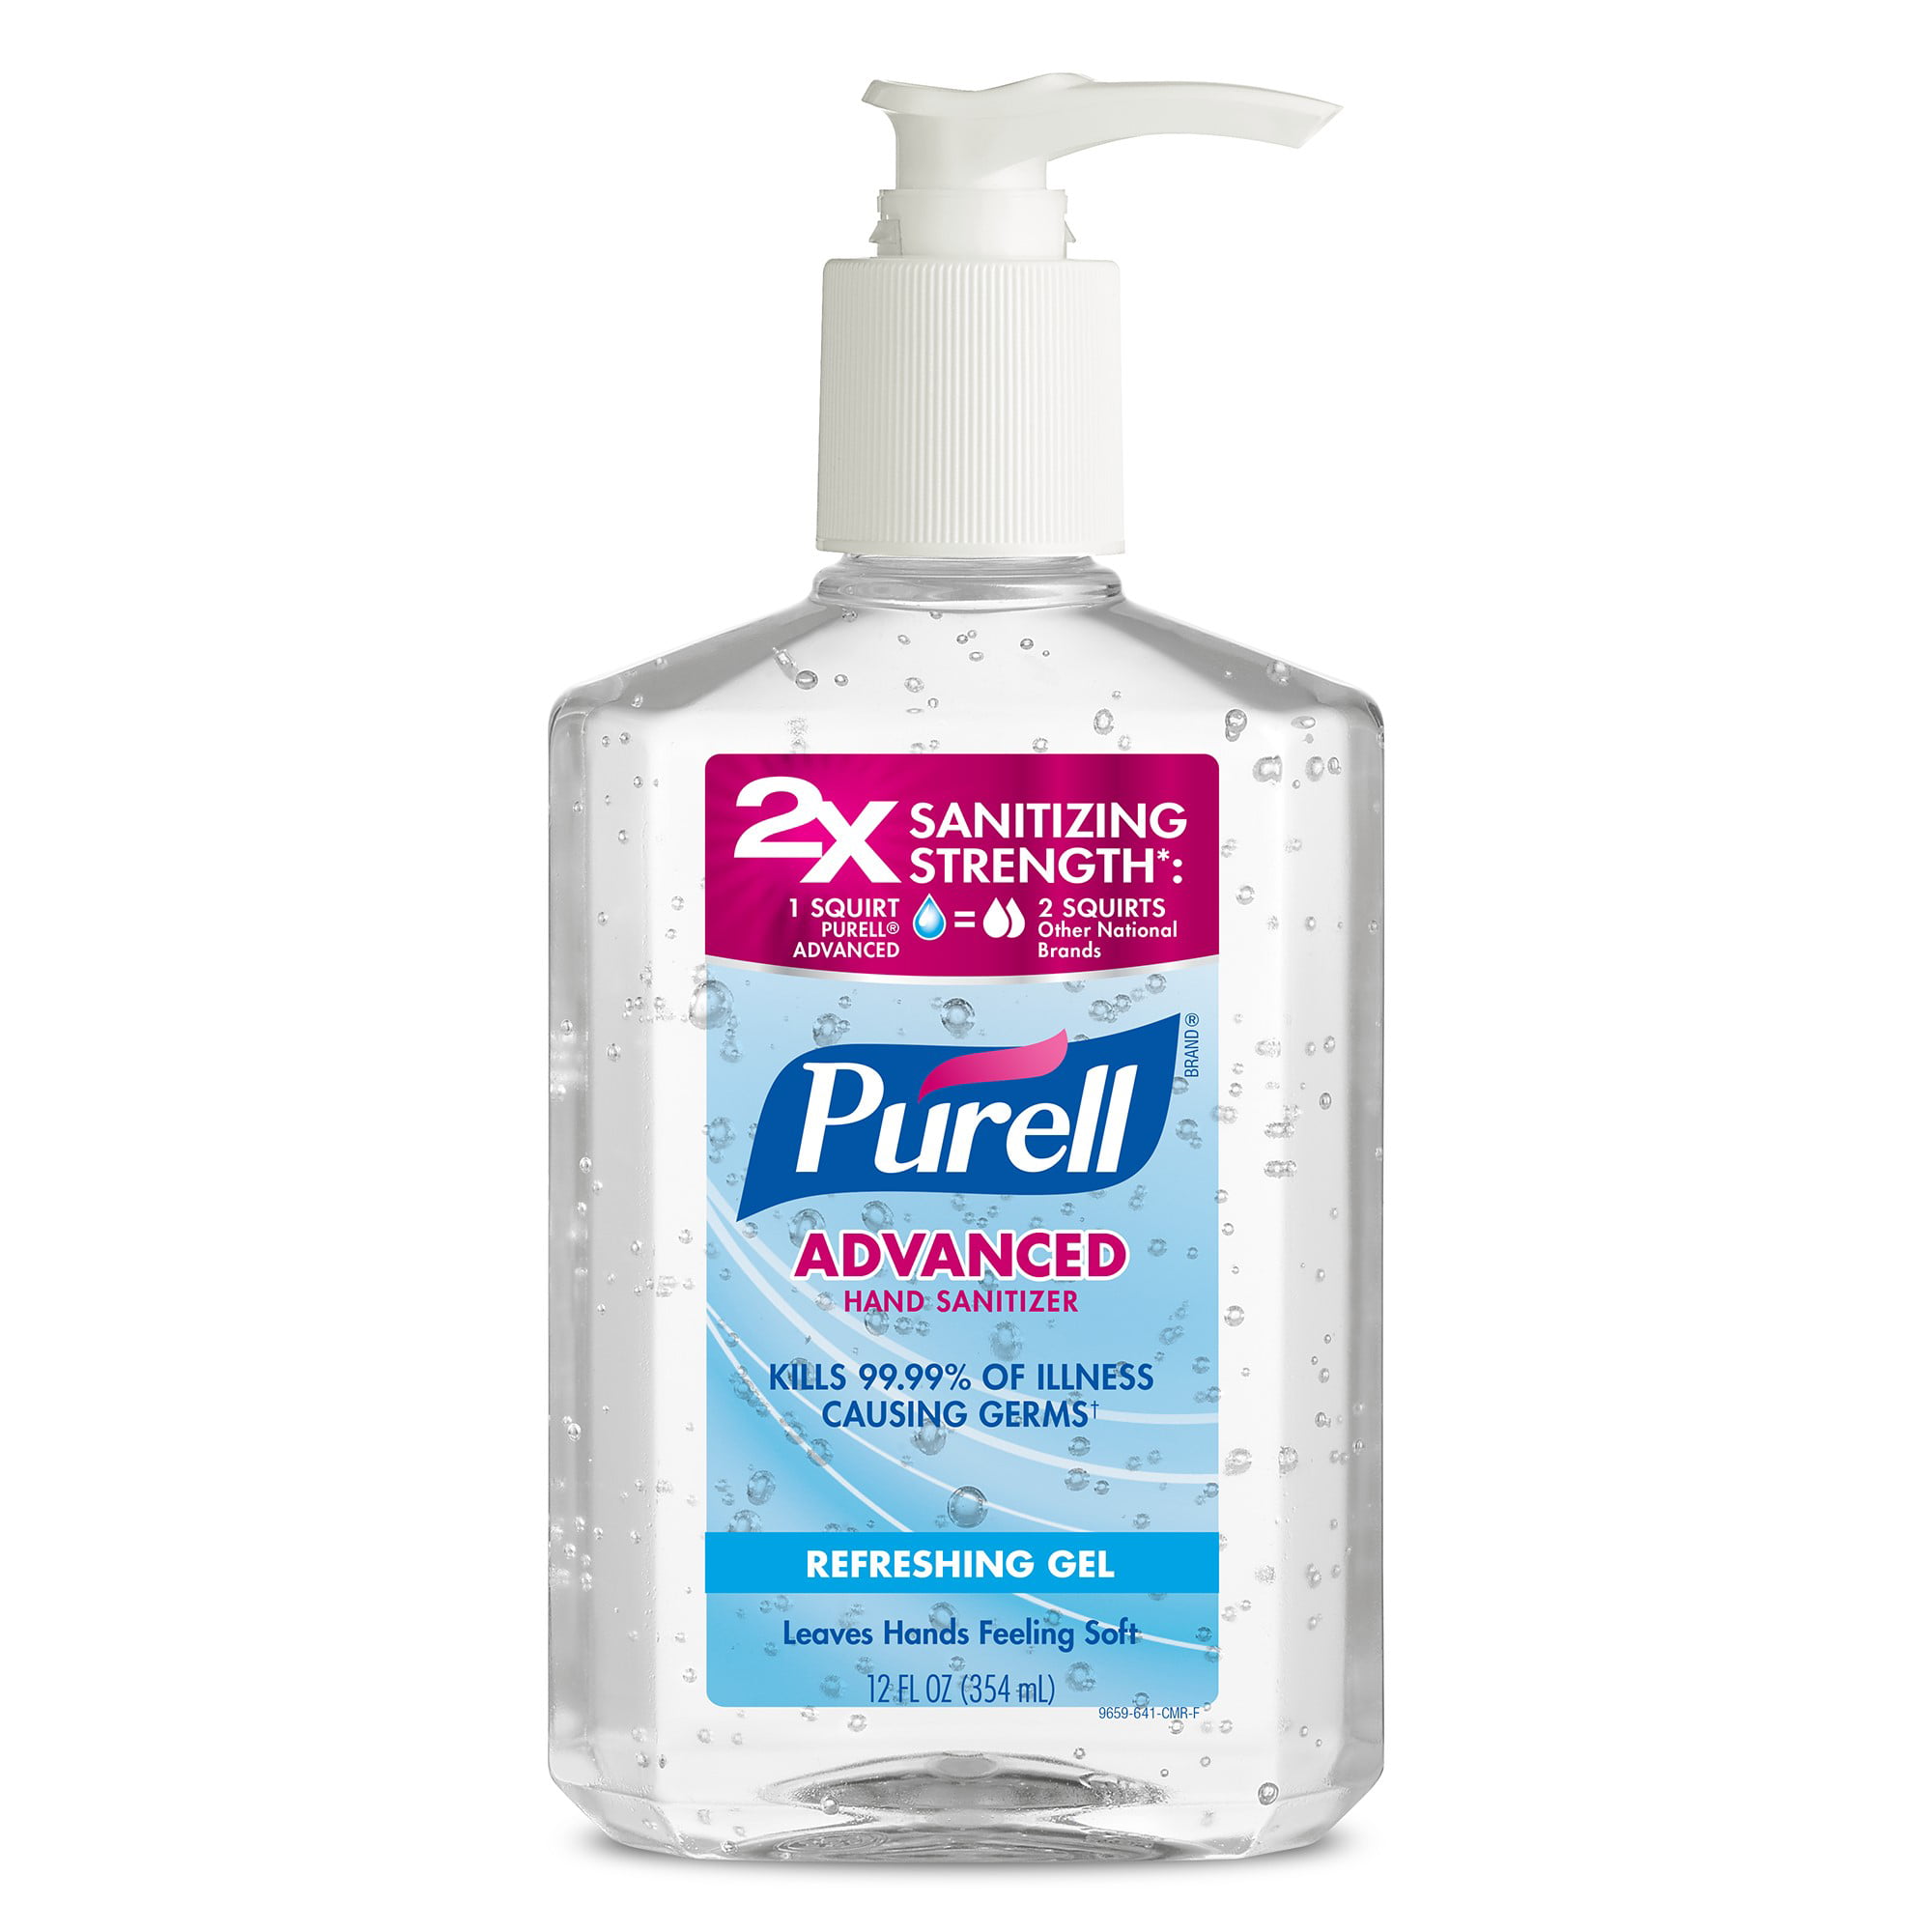 2X SANITIZING
STRENGTH*:
1 SQUIRT
PURELL®
ADVANCED
=
2 SQUIRTS
Other National
Brands
Purell
BRAND®
ADVANCED
HAND SANITIZER
KILLS 99.99% OF ILLNESS
CAUSING GERMS†
REFRESHING GEL
Leaves Hands Feeling Soft
12 FL OZ (354 mL)
9659-641-CMR-F